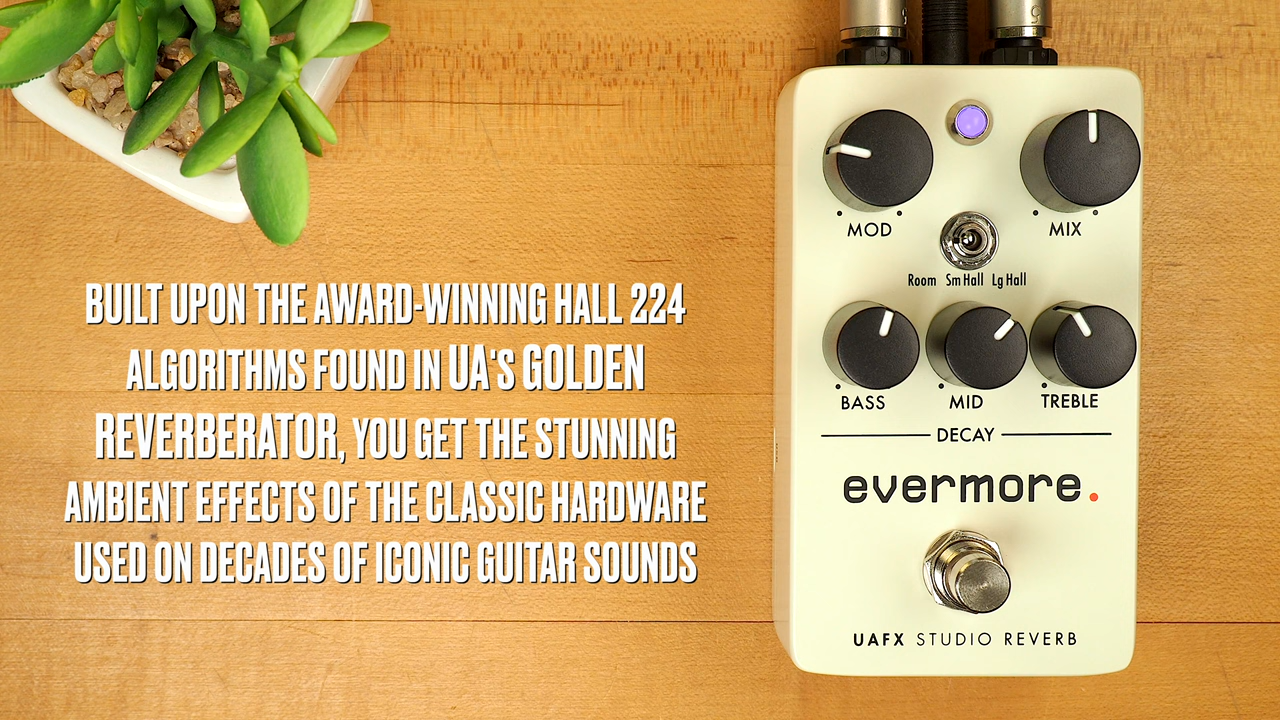 BUILT UPON THE AWARD-WINNING HALL 224
ALGORITHMS FOUND IN UA'S GOLDEN
REVERBERATOR, YOU GET THE STUNNING
AMBIENT EFFECTS OF THE CLASSIC HARDWARE
USED ON DECADES OF ICONIC GUITAR SOUNDS
MOD MIX
Room Sm Hall Lg Hall
BASS MID TREBLE
DECAY
evermore.
UAFX STUDIO REVERB